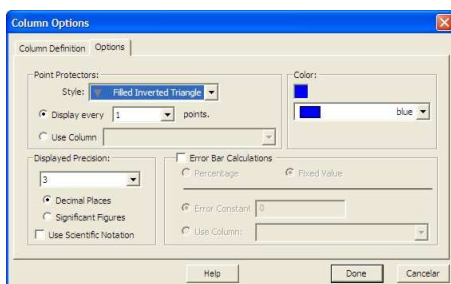 Column Options
Column Definition Options
Point Protectors:
Style: Filled Inverted Triangle
Display every 1 points.
Use Column
Color:
blue
Displayed Precision:
3
Decimal Places
Significant Figures
Use Scientific Notation
Error Bar Calculations
Percentage Fixed Value
Error Constant 0
Use Column:
Help Done Cancelar